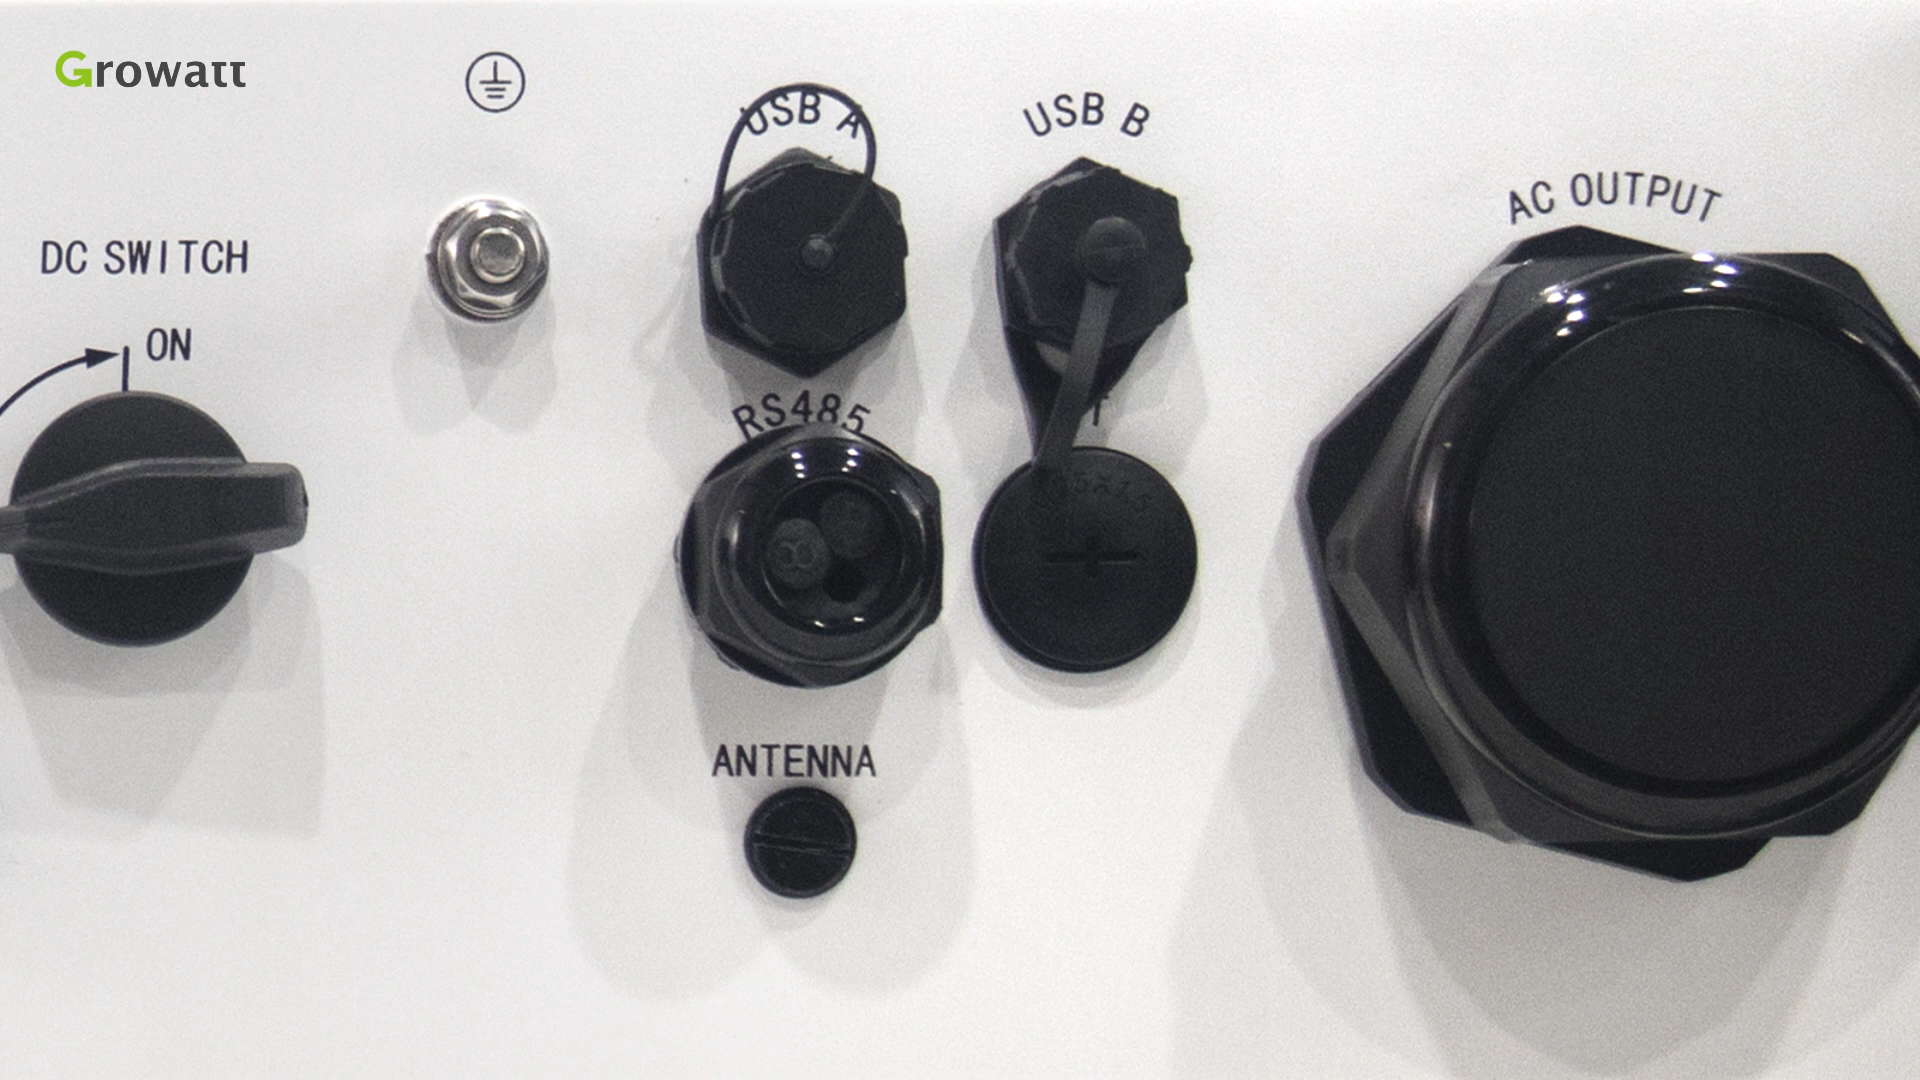 Growatt
USB A
USB B
AC OUTPUT
DC SWITCH
ON
RS485
ANTENNA